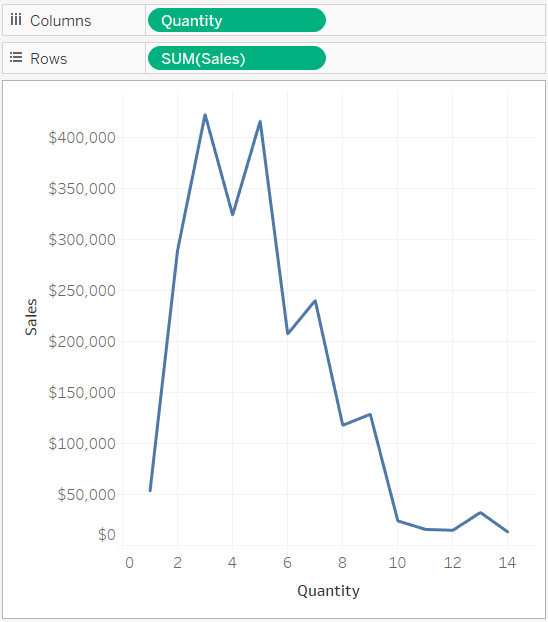 Columns
Quantity
Rows
SUM(Sales)
$400,000
$350,000
$300,000
$250,000
$200,000
$150,000
$100,000
$50,000
$0
Sales
0 2 4 6 8 10 12 14
Quantity